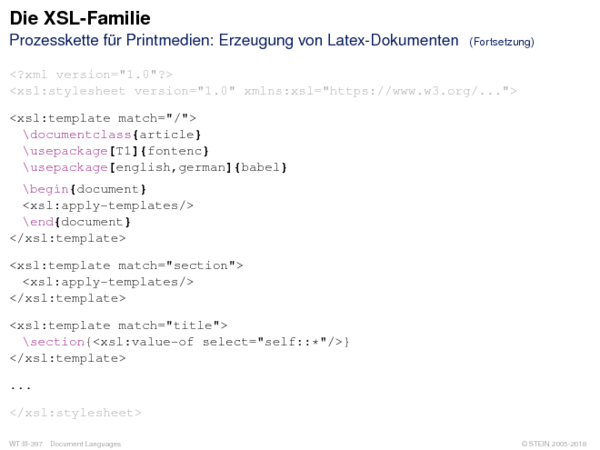 Die XSL-Familie
Prozesskette für Printmedien: Erzeugung von Latex-Dokumenten (Fortsetzung)
<?xml version="1.0"?>
<xsl:stylesheet version="1.0" xmlns:xsl="https://www.w3.org/...">
<xsl:template match="/">
\documentclass{article}
\usepackage[T1]{fontenc}
\usepackage[english,german]{babel}
\begin{document}
<xsl:apply-templates/>
\end{document}
</xsl:template>
<xsl:template match="section">
<xsl:apply-templates/>
</xsl:template>
<xsl:template match="title">
\section{<xsl:value-of select="self::*"/>}
</xsl:template>
...
</xsl:stylesheet>
WT:III-397 Document Languages
© STEIN 2005-2018